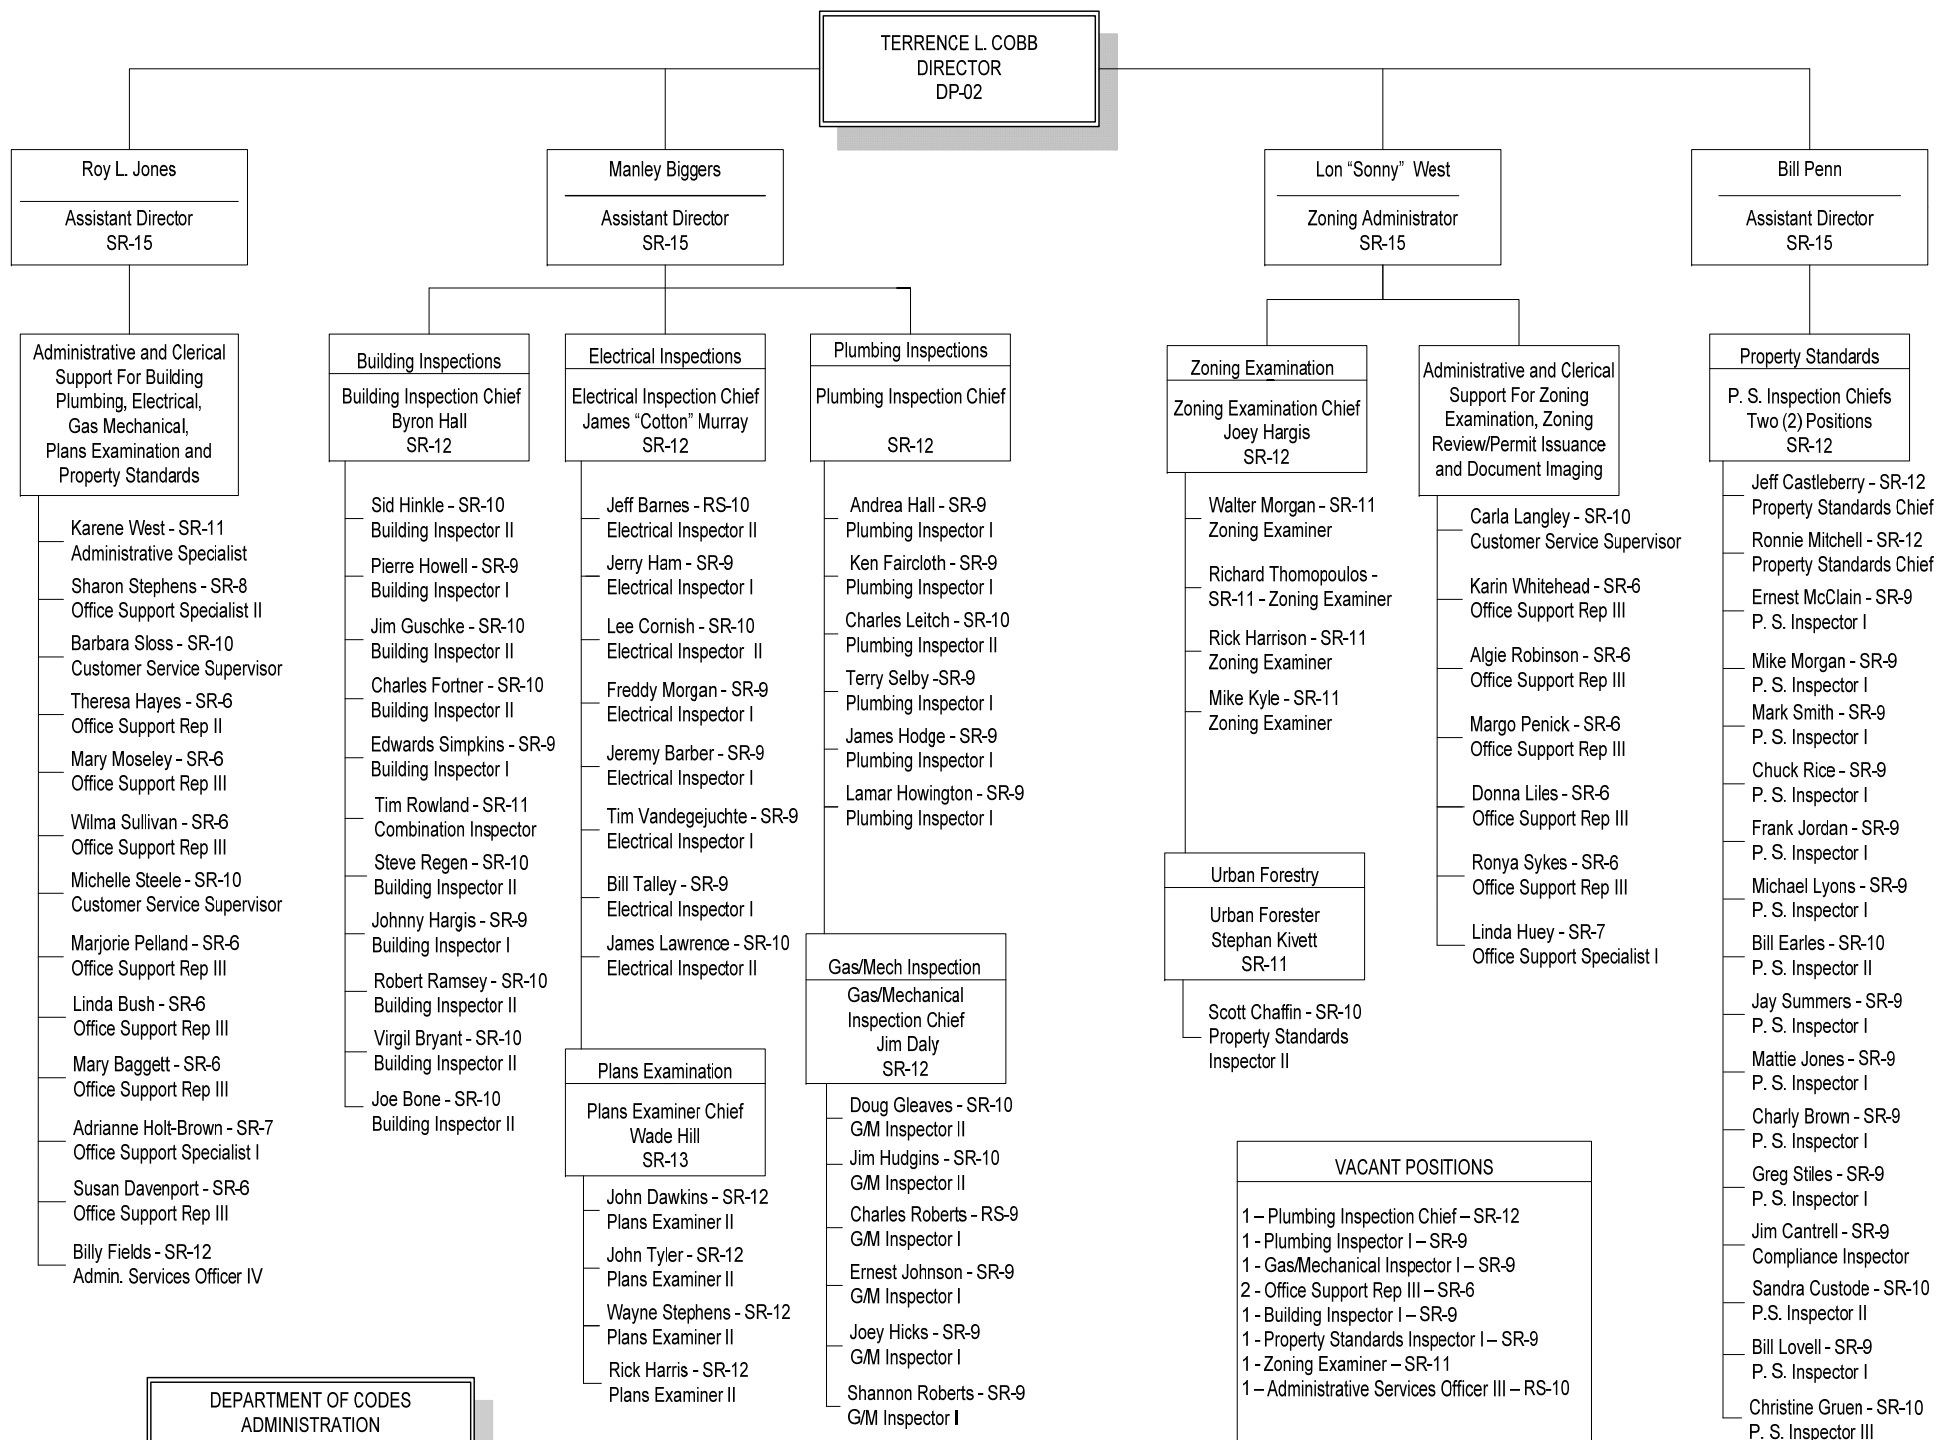 TERRENCE L. COBB
DIRECTOR
DP-02
Roy L. Jones
Assistant Director
SR-15
Manley Biggers
Assistant Director
SR-15
Lon “Sonny” West
Zoning Administrator
SR-15
Bill Penn
Assistant Director
SR-15
Administrative and Clerical
Support For Building
Plumbing, Electrical,
Gas Mechanical,
Plans Examination and
Property Standards
Karene West - SR-11
Administrative Specialist
Sharon Stephens - SR-8
Office Support Specialist II
Barbara Sloss - SR-10
Customer Service Supervisor
Theresa Hayes - SR-6
Office Support Rep II
Mary Moseley - SR-6
Office Support Rep III
Wilma Sullivan - SR-6
Office Support Rep III
Michelle Steele - SR-10
Customer Service Supervisor
Marjorie Pelland - SR-6
Office Support Rep III
Linda Bush - SR-6
Office Support Rep III
Mary Baggett - SR-6
Office Support Rep III
Adrianne Holt-Brown - SR-7
Office Support Specialist I
Susan Davenport - SR-6
Office Support Rep III
Billy Fields - SR-12
Admin. Services Officer IV
Building Inspections
Building Inspection Chief
Byron Hall
SR-12
Sid Hinkle - SR-10
Building Inspector II
Pierre Howell - SR-9
Building Inspector I
Jim Guschke - SR-10
Building Inspector II
Charles Fortner - SR-10
Building Inspector II
Edwards Simpkins - SR-9
Building Inspector I
Tim Rowland - SR-11
Combination Inspector
Steve Regen - SR-10
Building Inspector II
Johnny Hargis - SR-9
Building Inspector I
Robert Ramsey - SR-10
Building Inspector II
Virgil Bryant - SR-10
Building Inspector II
Joe Bone - SR-10
Building Inspector II
Electrical Inspections
Electrical Inspection Chief
James “Cotton” Murray
SR-12
Jeff Barnes - RS-10
Electrical Inspector II
Jerry Ham - SR-9
Electrical Inspector I
Lee Cornish - SR-10
Electrical Inspector II
Freddy Morgan - SR-9
Electrical Inspector I
Jeremy Barber - SR-9
Electrical Inspector I
Tim Vandegejuchte - SR-9
Electrical Inspector I
Bill Talley - SR-9
Electrical Inspector I
James Lawrence - SR-10
Electrical Inspector II
Plans Examination
Plans Examiner Chief
Wade Hill
SR-13
John Dawkins - SR-12
Plans Examiner II
John Tyler - SR-12
Plans Examiner II
Wayne Stephens - SR-12
Plans Examiner II
Rick Harris - SR-12
Plans Examiner II
Plumbing Inspections
Plumbing Inspection Chief
SR-12
Andrea Hall - SR-9
Plumbing Inspector I
Ken Faircloth - SR-9
Plumbing Inspector I
Charles Leitch - SR-10
Plumbing Inspector II
Terry Selby -SR-9
Plumbing Inspector I
James Hodge - SR-9
Plumbing Inspector I
Lamar Howington - SR-9
Plumbing Inspector I
Gas/Mech Inspection
Gas/Mechanical
Inspection Chief
Jim Daly
SR-12
Doug Gleaves - SR-10
G/M Inspector II
Jim Hudgins - SR-10
G/M Inspector II
Charles Roberts - RS-9
G/M Inspector I
Ernest Johnson - SR-9
G/M Inspector I
Joey Hicks - SR-9
G/M Inspector I
Shannon Roberts - SR-9
G/M Inspector I
Zoning Examination
Zoning Examination Chief
Joey Hargis
SR-12
Walter Morgan - SR-11
Zoning Examiner
Richard Thomopoulos -
SR-11 - Zoning Examiner
Rick Harrison - SR-11
Zoning Examiner
Mike Kyle - SR-11
Zoning Examiner
Urban Forestry
Urban Forester
Stephan Kivett
SR-11
Scott Chaffin - SR-10
Property Standards
Inspector II
Administrative and Clerical
Support For Zoning
Examination, Zoning
Review/Permit Issuance
and Document Imaging
Carla Langley - SR-10
Customer Service Supervisor
Karin Whitehead - SR-6
Office Support Rep III
Algie Robinson - SR-6
Office Support Rep III
Margo Penick - SR-6
Office Support Rep III
Donna Liles - SR-6
Office Support Rep III
Ronya Sykes - SR-6
Office Support Rep III
Linda Huey - SR-7
Office Support Specialist I
Property Standards
P. S. Inspection Chiefs
Two (2) Positions
SR-12
Jeff Castleberry - SR-12
Property Standards Chief
Ronnie Mitchell - SR-12
Property Standards Chief
Ernest McClain - SR-9
P. S. Inspector I
Mike Morgan - SR-9
P. S. Inspector I
Mark Smith - SR-9
P. S. Inspector I
Chuck Rice - SR-9
P. S. Inspector I
Frank Jordan - SR-9
P. S. Inspector I
Michael Lyons - SR-9
P. S. Inspector I
Bill Earles - SR-10
P. S. Inspector II
Jay Summers - SR-9
P. S. Inspector I
Mattie Jones - SR-9
P. S. Inspector I
Charly Brown - SR-9
P. S. Inspector I
Greg Stiles - SR-9
P. S. Inspector I
Jim Cantrell - SR-9
Compliance Inspector
Sandra Custode - SR-10
P.S. Inspector II
Bill Lovell - SR-9
P. S. Inspector I
Christine Gruen - SR-10
P. S. Inspector III
VACANT POSITIONS
1 – Plumbing Inspection Chief – SR-12
1 - Plumbing Inspector I – SR-9
1 - Gas/Mechanical Inspector I – SR-9
2 - Office Support Rep III – SR-6
1 - Building Inspector I – SR-9
1 - Property Standards Inspector I – SR-9
1 - Zoning Examiner – SR-11
1 – Administrative Services Officer III – RS-10
DEPARTMENT OF CODES
ADMINISTRATION